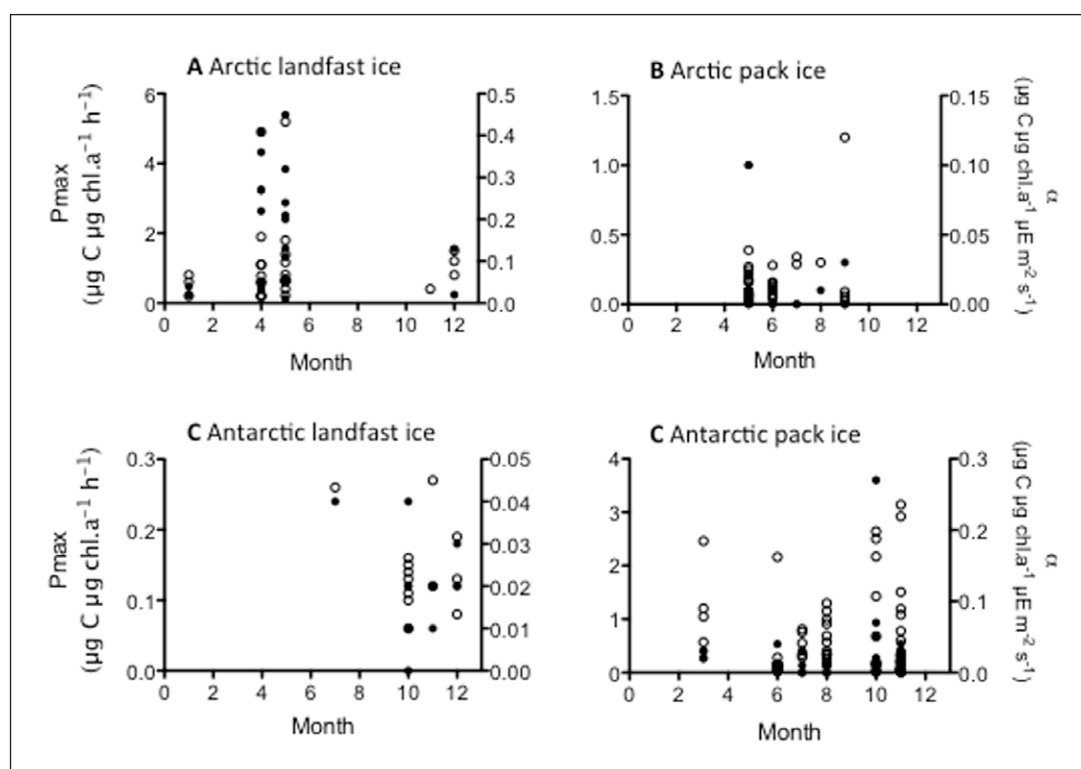 A Arctic landfast ice
6
4
2
0
0.5
0.4
0.3
0.2
0.1
0.0
0 2 4 6 8 10 12
Month
Pmax
(µg C µg chl.a⁻¹ h⁻¹)
B Arctic pack ice
1.5
1.0
0.5
0.0
0.15
0.10
0.05
0.00
0 2 4 6 8 10 12
Month
α
(µg C µg chl.a⁻¹ µE m⁻² s⁻¹)
C Antarctic landfast ice
0.3
0.2
0.1
0.0
0.05
0.04
0.03
0.02
0.01
0.00
0 2 4 6 8 10 12
Month
Pmax
(µg C µg chl.a⁻¹ h⁻¹)
C Antarctic pack ice
4
3
2
1
0
0.3
0.2
0.1
0.0
0 2 4 6 8 10 12
Month
α
(µg C µg chl.a⁻¹ µE m⁻² s⁻¹)